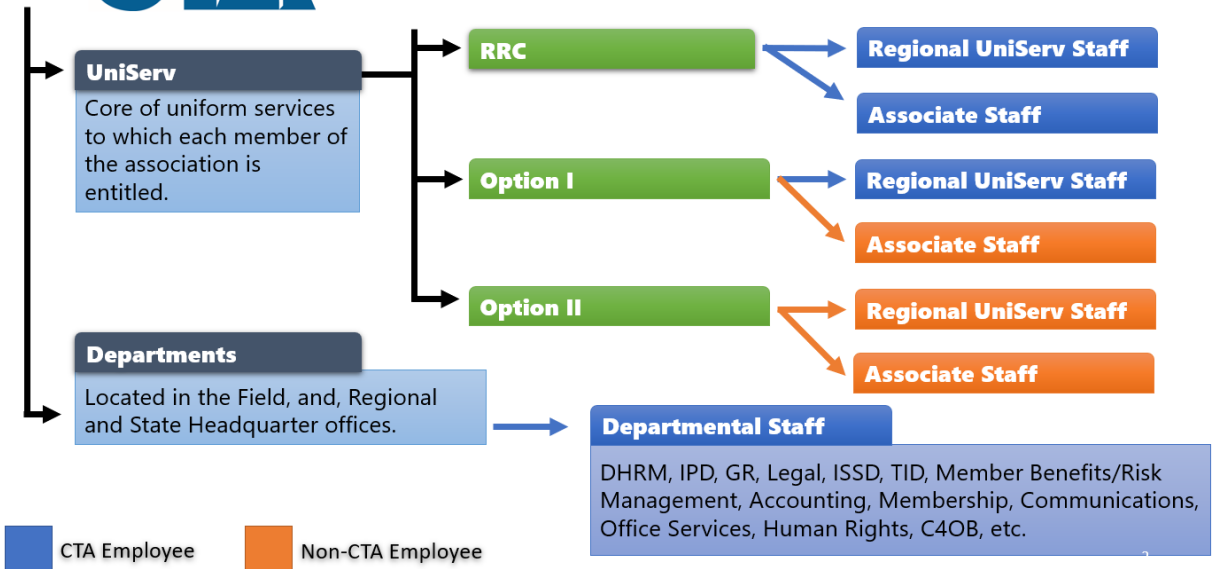 UniServ
Core of uniform services
to which each member of
the association is
entitled.
RRC
Regional UniServ Staff
Associate Staff
Option I
Regional UniServ Staff
Associate Staff
Option II
Regional UniServ Staff
Associate Staff
Departments
Located in the Field, and, Regional
and State Headquarter offices.
Departmental Staff
DHRM, IPD, GR, Legal, ISSD, TID, Member Benefits/Risk
Management, Accounting, Membership, Communications,
Office Services, Human Rights, C4OB, etc.
CTA Employee
Non-CTA Employee